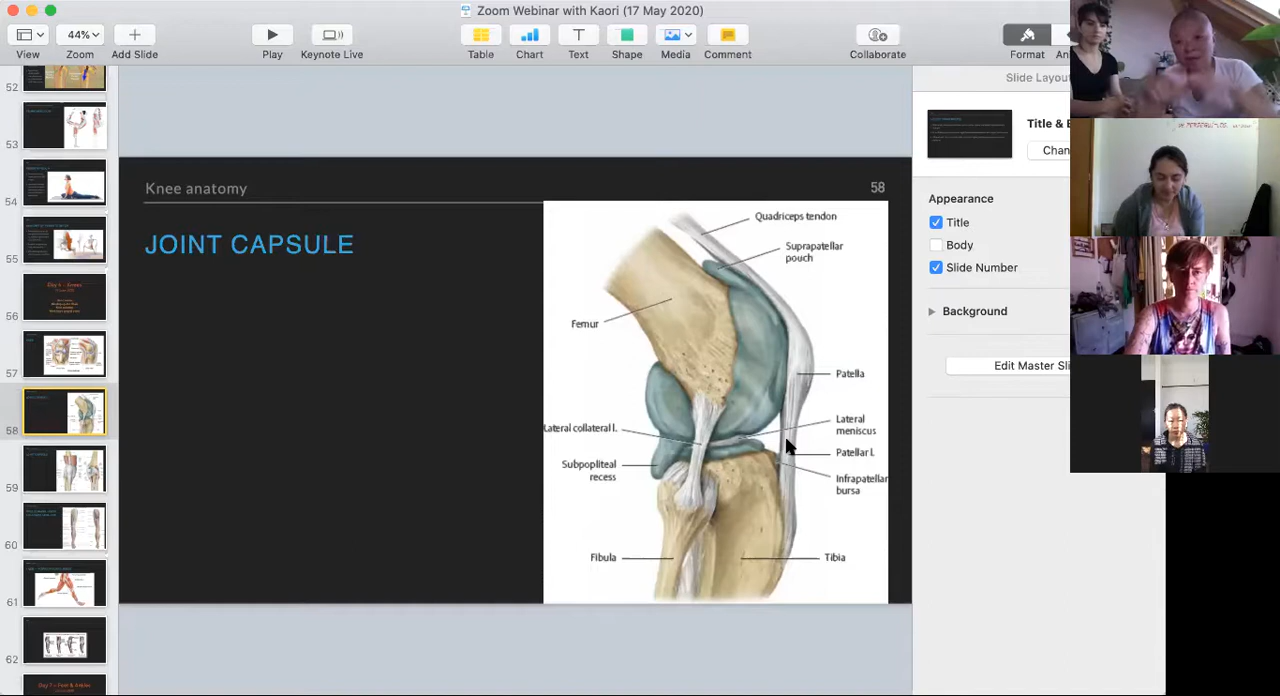 Zoom Webinar with Kaori (17 May 2020)
44%
View
Zoom
Add Slide
Play
Keynote Live
Table
Chart
Text
Shape
Media
Comment
Collaborate
Format
52
53
54
55
56
57
58
59
60
61
62
Knee anatomy
58
JOINT CAPSULE
Quadriceps tendon
Suprapatellar
pouch
Femur
Patella
Lateral
meniscus
Lateral collateral l.
Patellar l.
Subpopliteal
recess
Infrapatellar
bursa
Fibula
Tibia
Slide Layou
Title & B
Chan
Appearance
Title
Body
Slide Number
Background
Edit Master Sli